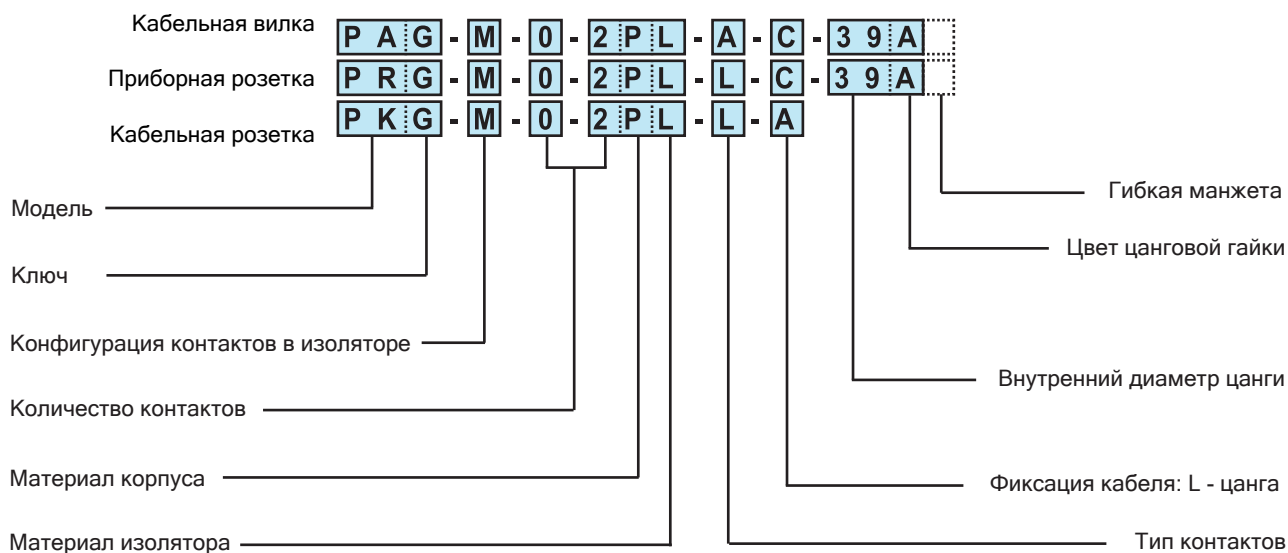 Кабельная вилка PAG-M-0-2PL-A-C-39A
Приборная розетка PRG-M-0-2PL-L-C-39A
Кабельная розетка PKG-M-0-2PL-L-A
Модель
Гибкая манжета
Ключ
Цвет цанговой гайки
Конфигурация контактов в изоляторе
Внутренний диаметр цанги
Количество контактов
Материал корпуса
Фиксация кабеля: L - цанга
Материал изолятора
Тип контактов